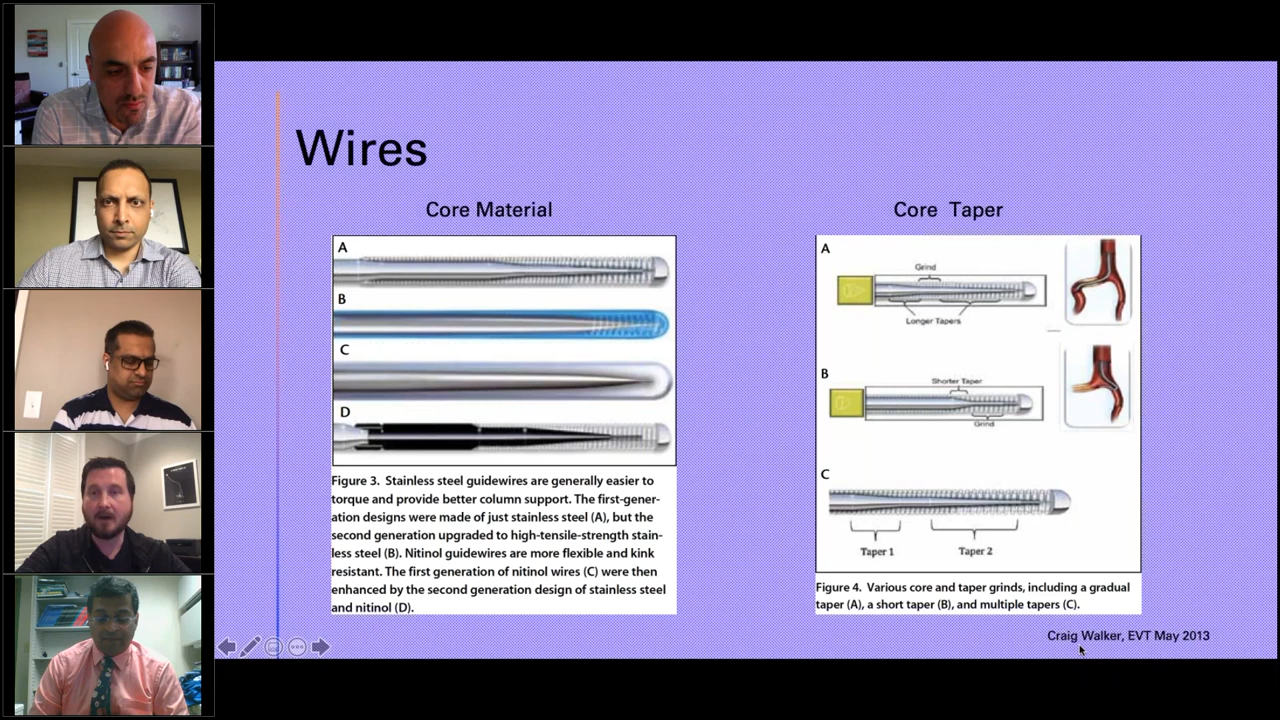 Wires
Core Material
A
B
C
D
Figure 3. Stainless steel guidewires are generally easier to
torque and provide better column support. The first-gener-
ation designs were made of just stainless steel (A), but the
second generation upgraded to high-tensile-strength stain-
less steel (B). Nitinol guidewires are more flexible and kink
resistant. The first generation of nitinol wires (C) were then
enhanced by the second generation design of stainless steel
and nitinol (D).
Core Taper
A
Grind
Longer Tapers
B
Shorter Taper
Grind
C
Taper 1
Taper 2
Figure 4. Various core and taper grinds, including a gradual
taper (A), a short taper (B), and multiple tapers (C).
Craig Walker, EVT May 2013